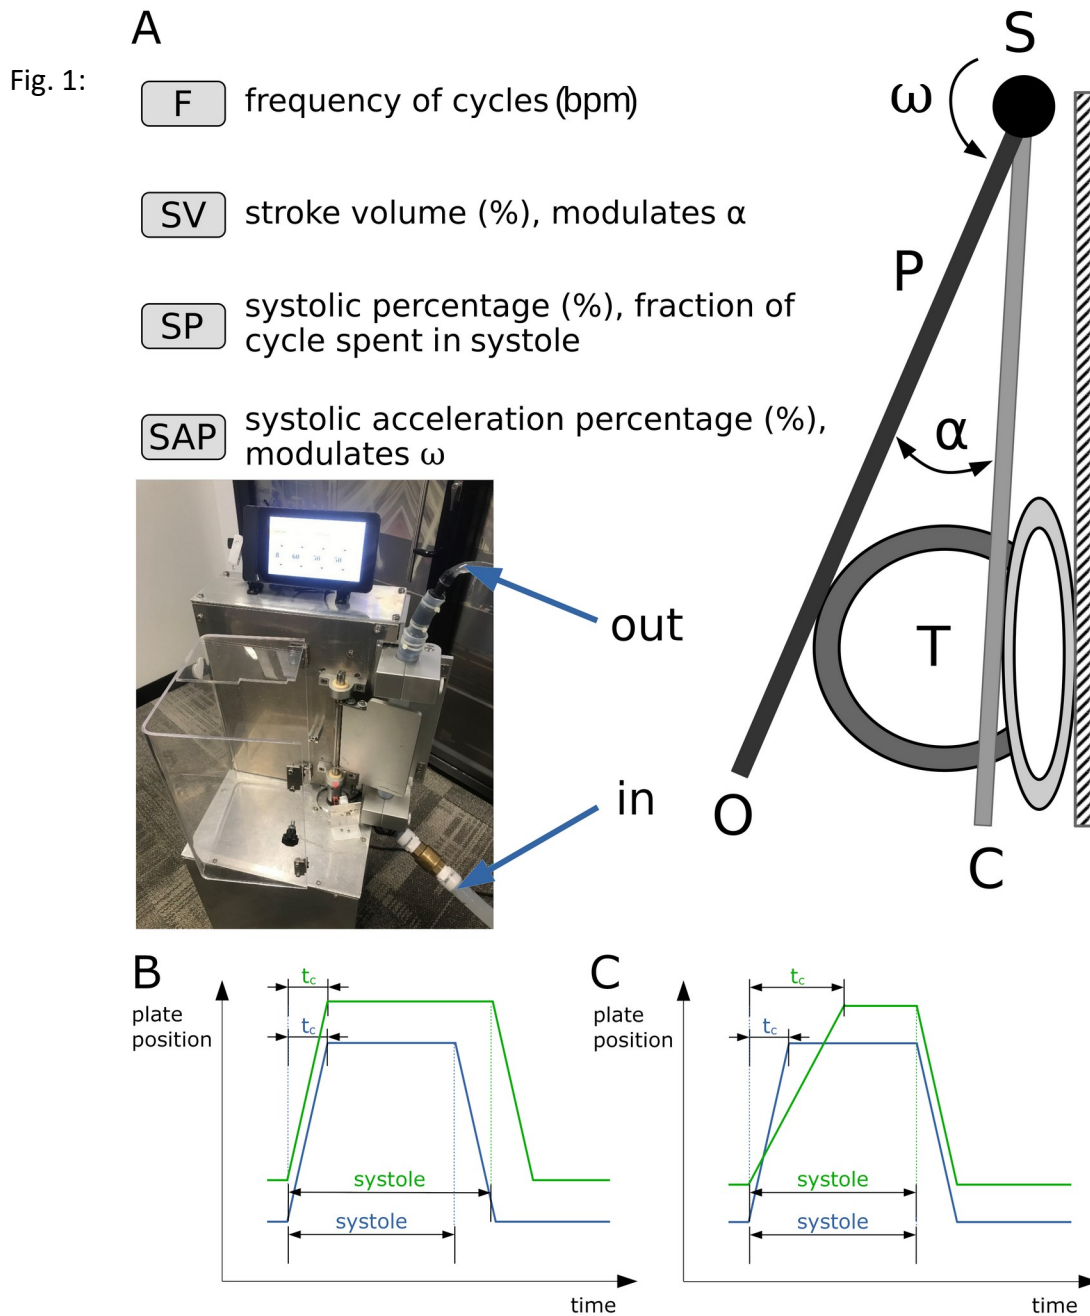 A
Fig. 1:
F
frequency of cycles (bpm)
SV
stroke volume (%), modulates α
SP
systolic percentage (%), fraction of
cycle spent in systole
SAP
systolic acceleration percentage (%),
modulates ω
S
ω
P
α
T
O
C
out
in
B
plate
position
tc
tc
systole
systole
time
C
plate
position
tc
tc
systole
systole
time